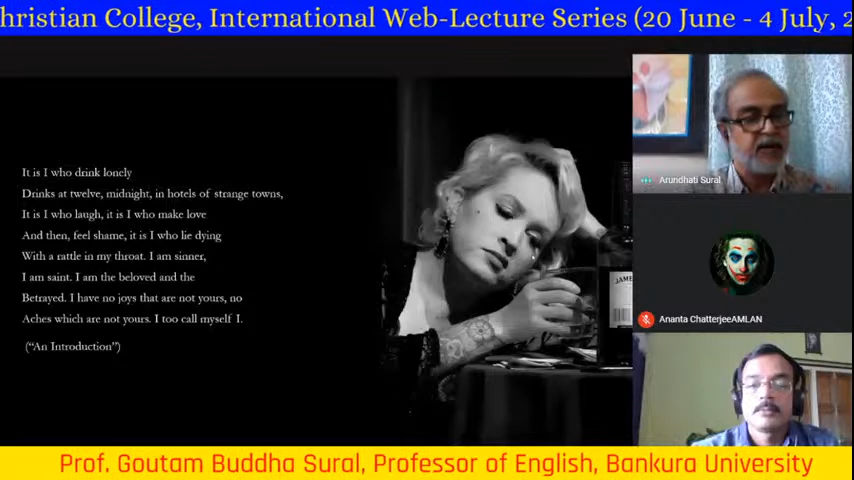 hristian College, International Web-Lecture Series (20 June - 4 July, 2
It is I who drink lonely
Drinks at twelve, midnight, in hotels of strange towns,
It is I who laugh, it is I who make love
And then, feel shame, it is I who lie dying
With a rattle in my throat. I am sinner,
I am saint. I am the beloved and the
Betrayed. I have no joys that are not yours, no
Aches which are not yours. I too call myself I.
(“An Introduction”)
JAME
Arundhati Sural
Ananta ChatterjeeAMLAN
Prof. Goutam Buddha Sural, Professor of English, Bankura University